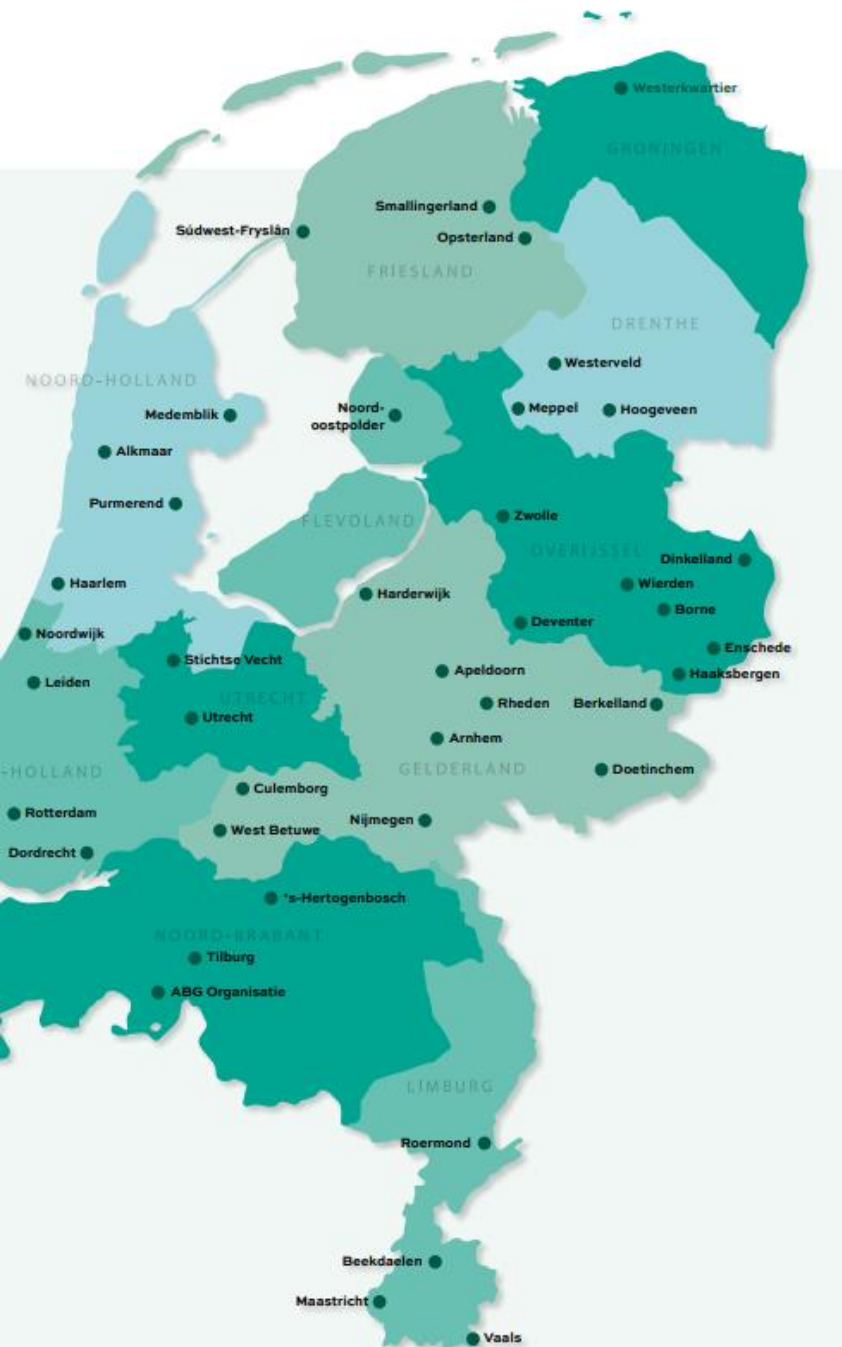 Westerkwartier
GRONINGEN
Smallingerland
Súdwest-Fryslân
Opsterland
FRIESLAND
DRENTHE
Westerveld
NOORD-HOLLAND
Medemblik
Noord-
oostpolder
Meppel
Hoogeveen
Alkmaar
Purmerend
Zwolle
FLEVOLAND
OVERIJSSEL
Dinkelland
Haarlem
Wierden
Harderwijk
Borne
Deventer
Noordwijk
Enschede
Stichtse Vecht
Apeldoorn
Haaksbergen
Leiden
UTRECHT
Rheden
Berkelland
Utrecht
Arnhem
-HOLLAND
GELDERLAND
Doetinchem
Culemborg
Rotterdam
Nijmegen
West Betuwe
Dordrecht
's-Hertogenbosch
NOORD-BRABANT
Tilburg
ABG Organisatie
LIMBURG
Roermond
Beekdaelen
Maastricht
Vaals